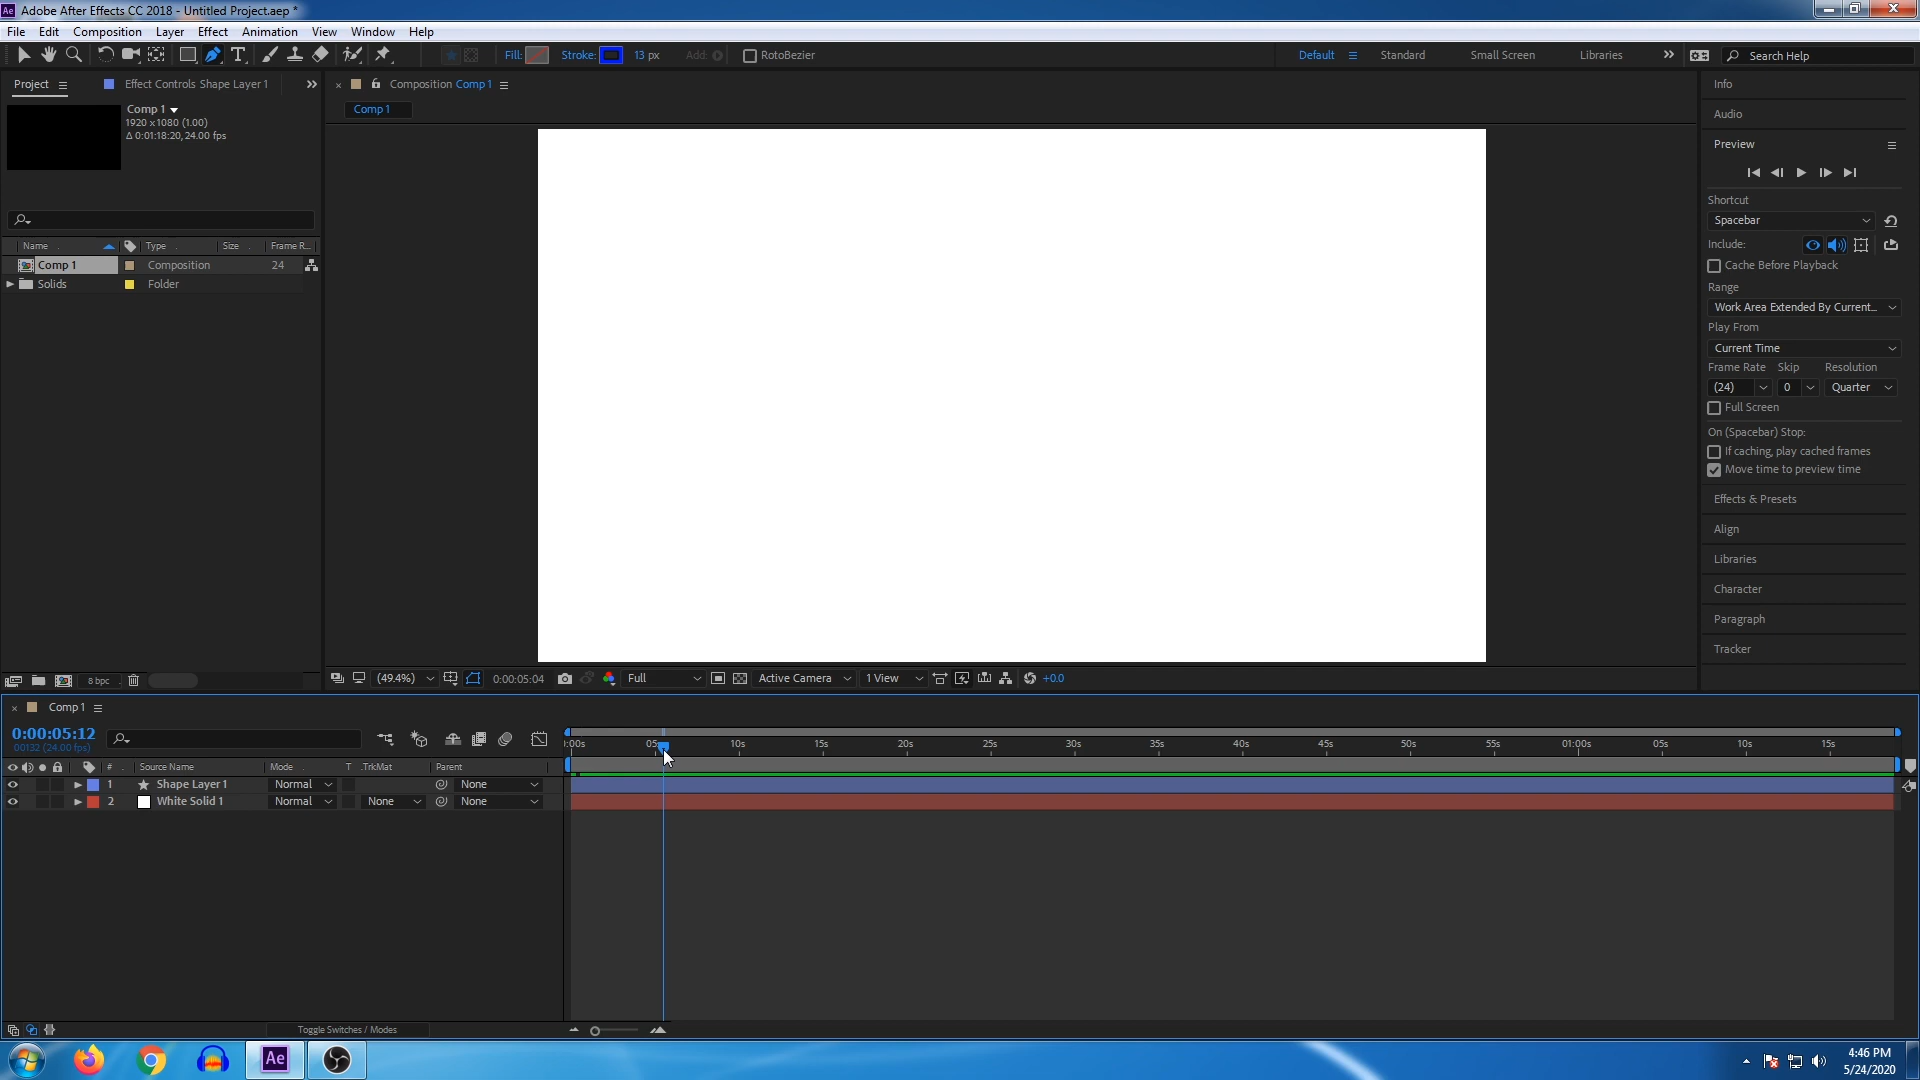 Ae Adobe After Effects CC 2018 - Untitled Project.aep *
File Edit Composition Layer Effect Animation View Window Help
Fill: Stroke: 13 px Add: RotoBezier Default Standard Small Screen Libraries Search Help
Project Effect Controls Shape Layer 1
Comp 1
1920 x 1080 (1.00)
Δ 0:01:18:20, 24.00 fps
Name Type Size Frame R...
Comp 1 Composition 24
Solids Folder
8 bpc
Composition Comp 1
Comp 1
(49.4%) 0:00:05:04 Full Active Camera 1 View +0.0
Info
Audio
Preview
Shortcut
Spacebar
Include:
Cache Before Playback
Range
Work Area Extended By Current...
Play From
Current Time
Frame Rate Skip Resolution
(24) 0 Quarter
Full Screen
On (Spacebar) Stop:
If caching, play cached frames
Move time to preview time
Effects & Presets
Align
Libraries
Character
Paragraph
Tracker
Comp 1
0:00:05:12
00132 (24.00 fps)
):00s 05 10s 15s 20s 25s 30s 35s 40s 45s 50s 55s 01:00s 05s 10s 15s
# Source Name Mode T .TrkMat Parent
1 Shape Layer 1 Normal None
2 White Solid 1 Normal None None
Toggle Switches / Modes
Ae
4:46 PM
5/24/2020